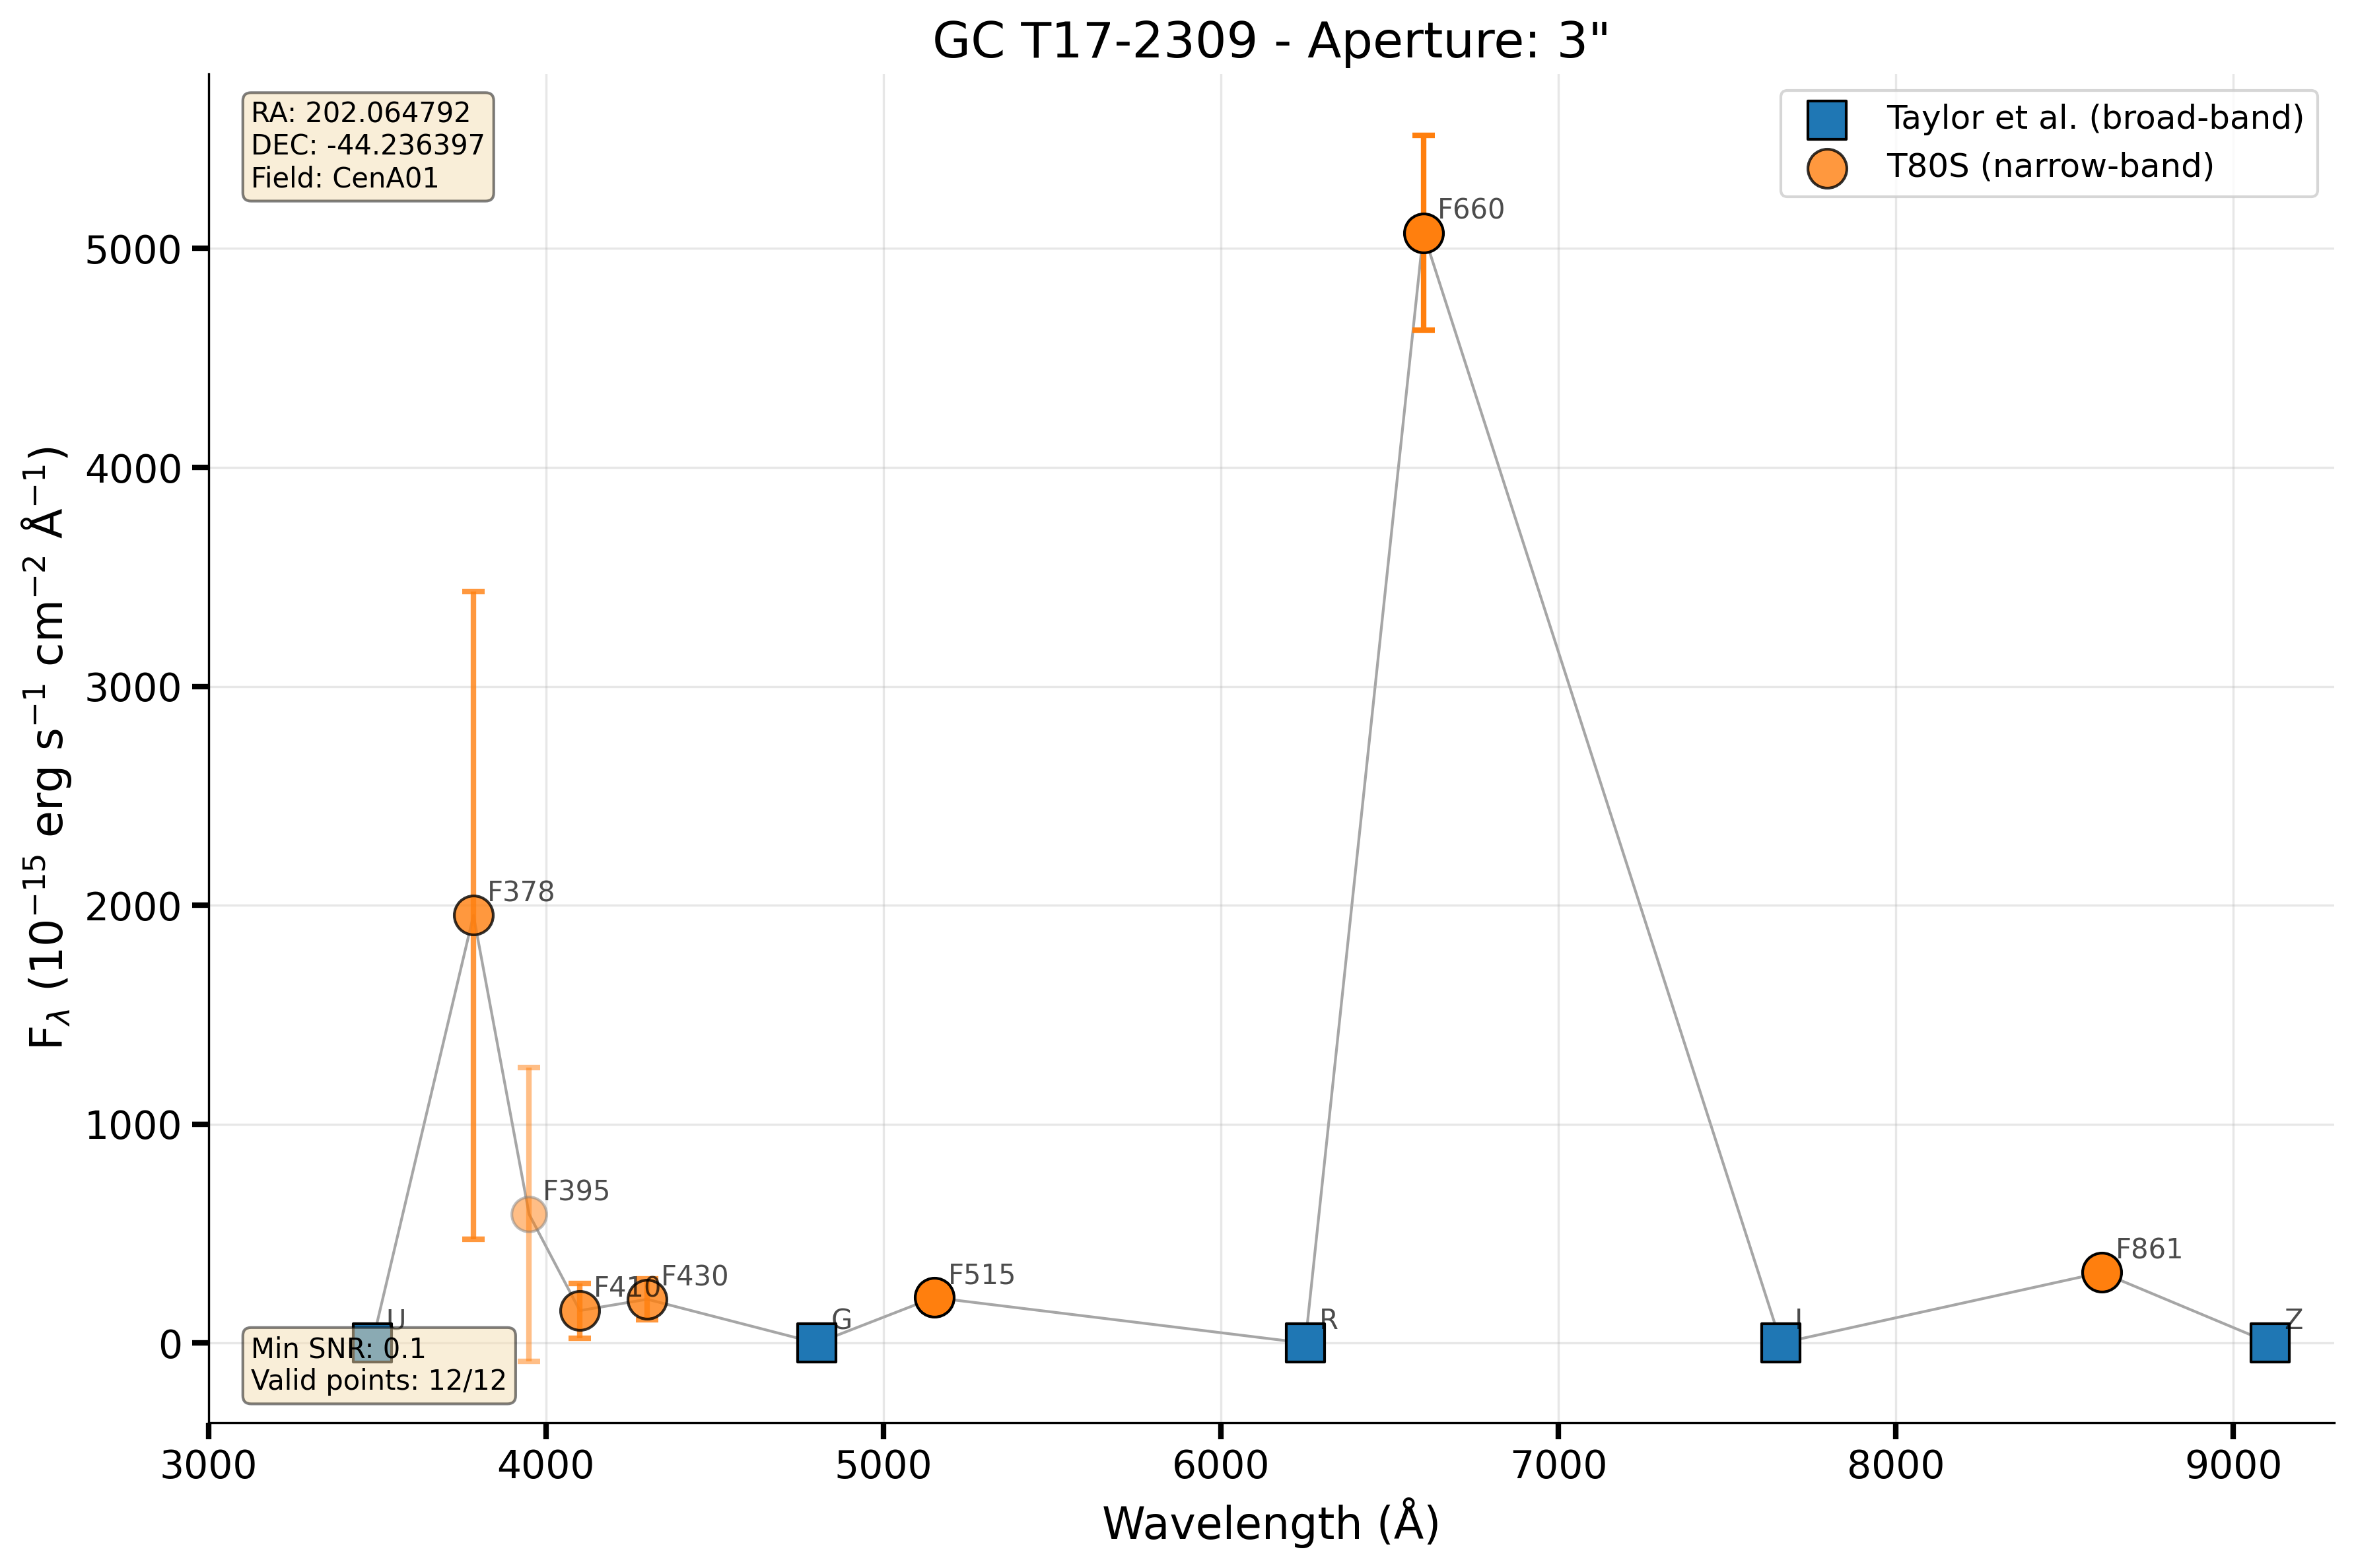 GC T17-2309 - Aperture: 3"
RA: 202.064792
DEC: -44.236397
Field: CenA01
Taylor et al. (broad-band)
T80S (narrow-band)
F660
F378
F395
F410
F430
F515
F861
U
G
R
I
Z
Min SNR: 0.1
Valid points: 12/12
5000
4000
3000
2000
1000
0
3000 4000 5000 6000 7000 8000 9000
Wavelength (Å)
F_λ (10⁻¹⁵ erg s⁻¹ cm⁻² Å⁻¹)